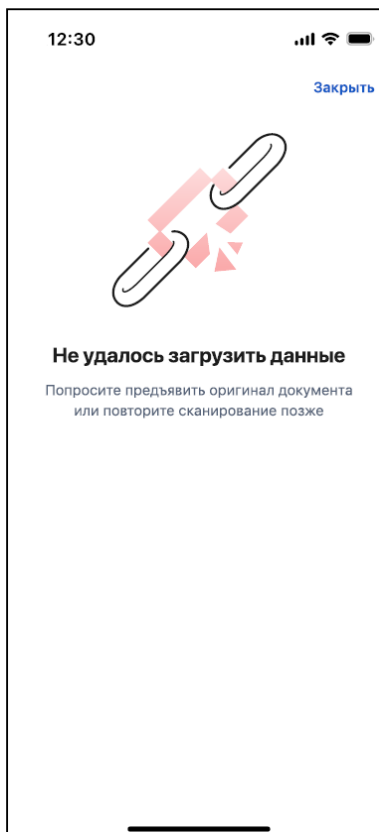 12:30
Закрыть
Не удалось загрузить данные
Попросите предъявить оригинал документа
или повторите сканирование позже